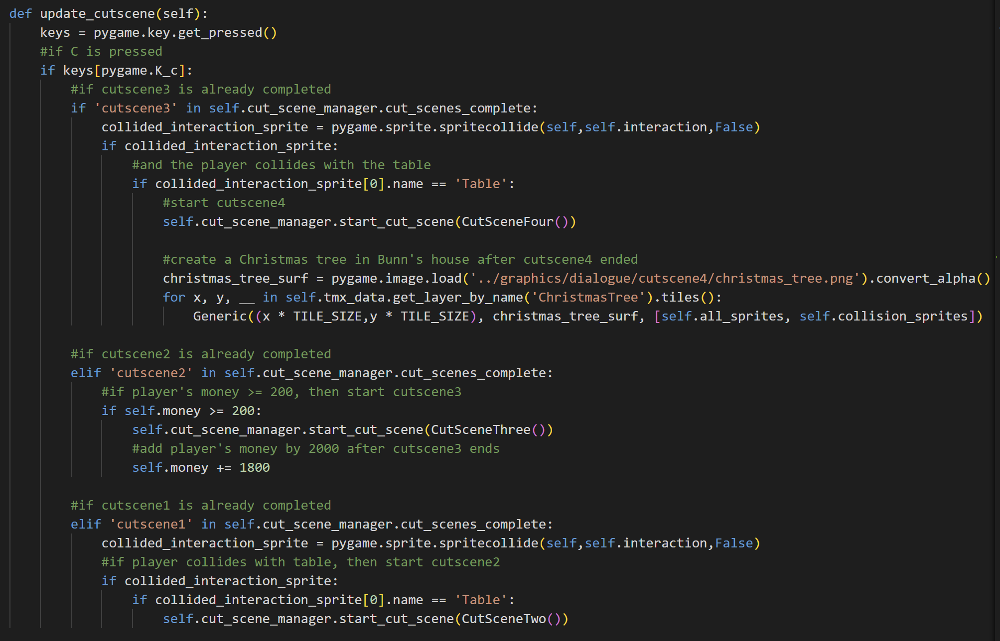 def update_cutscene(self):
    keys = pygame.key.get_pressed()
    #if C is pressed
    if keys[pygame.K_c]:
        #if cutscene3 is already completed
        if 'cutscene3' in self.cut_scene_manager.cut_scenes_complete:
            collided_interaction_sprite = pygame.sprite.spritecollide(self,self.interaction,False)
            if collided_interaction_sprite:
                #and the player collides with the table
                if collided_interaction_sprite[0].name == 'Table':
                    #start cutscene4
                    self.cut_scene_manager.start_cut_scene(CutSceneFour())

                    #create a Christmas tree in Bunn's house after cutscene4 ended
                    christmas_tree_surf = pygame.image.load('../graphics/dialogue/cutscene4/christmas_tree.png').convert_alpha()
                    for x, y, __ in self.tmx_data.get_layer_by_name('ChristmasTree').tiles():
                        Generic((x * TILE_SIZE,y * TILE_SIZE), christmas_tree_surf, [self.all_sprites, self.collision_sprites])

        #if cutscene2 is already completed
        elif 'cutscene2' in self.cut_scene_manager.cut_scenes_complete:
            #if player's money >= 200, then start cutscene3
            if self.money >= 200:
                self.cut_scene_manager.start_cut_scene(CutSceneThree())
                #add player's money by 2000 after cutscene3 ends
                self.money += 1800

        #if cutscene1 is already completed
        elif 'cutscene1' in self.cut_scene_manager.cut_scenes_complete:
            collided_interaction_sprite = pygame.sprite.spritecollide(self,self.interaction,False)
            #if player collides with table, then start cutscene2
            if collided_interaction_sprite:
                if collided_interaction_sprite[0].name == 'Table':
                    self.cut_scene_manager.start_cut_scene(CutSceneTwo())